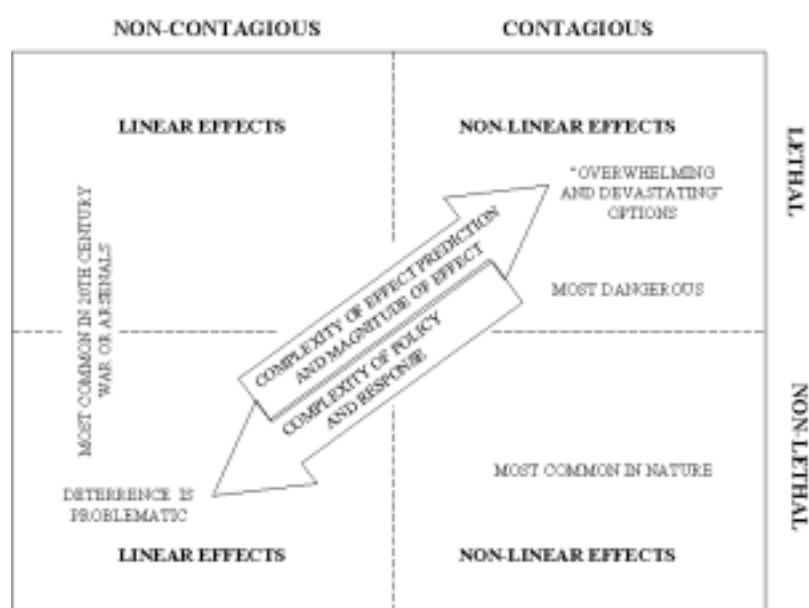 NON-CONTAGIOUS
CONTAGIOUS
LINEAR EFFECTS
NON-LINEAR EFFECTS
LETHAL
"OVERWHELMING
AND DEVASTATING"
OPTIONS
MOST DANGEROUS
MOST COMMON IN 20TH CENTURY
WAR OR ARSENALS
COMPLEXITY OF EFFECT PREDICTION
AND MAGNITUDE OF EFFECT
COMPLEXITY OF POLICY
AND RESPONSE
NON-LETHAL
MOST COMMON IN NATURE
DETERRENCE IS
PROBLEMATIC
LINEAR EFFECTS
NON-LINEAR EFFECTS